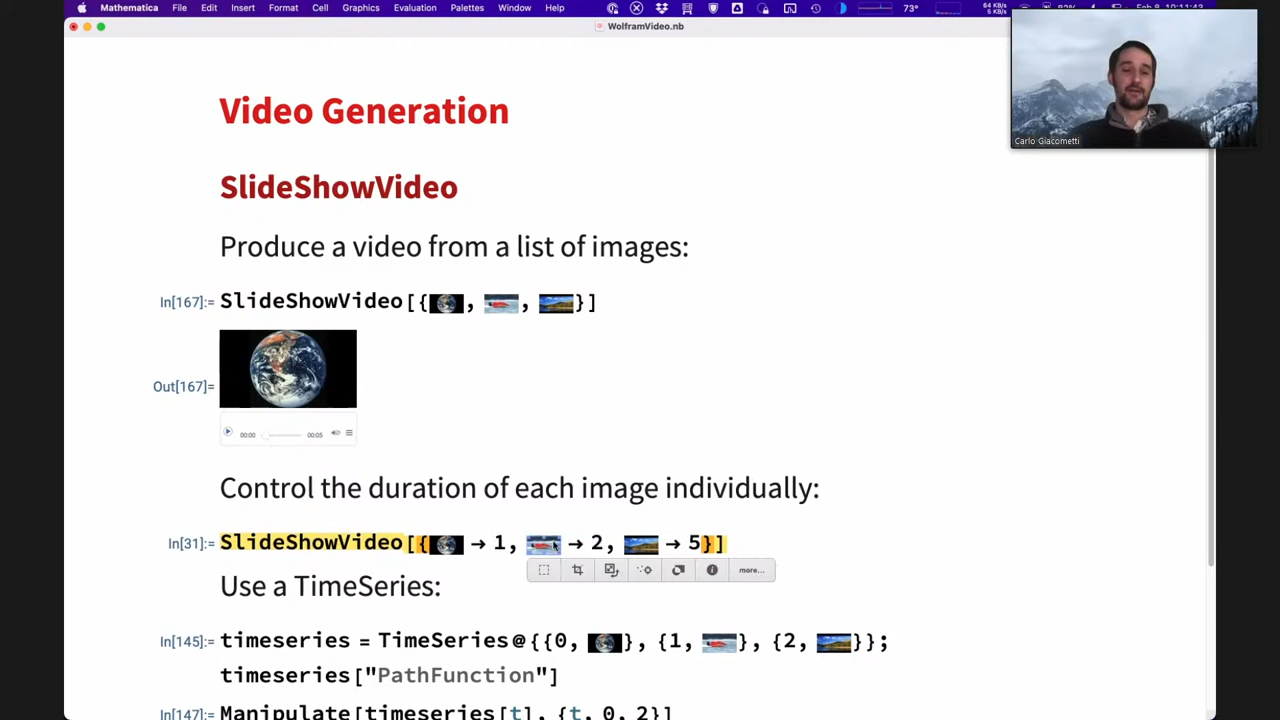 Mathematica File Edit Insert Format Cell Graphics Evaluation Palettes Window Help 73°
WolframVideo.nb
Carlo Giacometti
Video Generation
SlideShowVideo
Produce a video from a list of images:
In[167]:= SlideShowVideo[{ , , }]
Out[167]=
00:00 00:05
Control the duration of each image individually:
In[31]:= SlideShowVideo[{ → 1, → 2, → 5}]
more...
Use a TimeSeries:
In[145]:= timeseries = TimeSeries@{{0, }, {1, }, {2, }};
timeseries["PathFunction"]
In[147]:= Manipulate[timeseries[t], {t, 0, 2}]